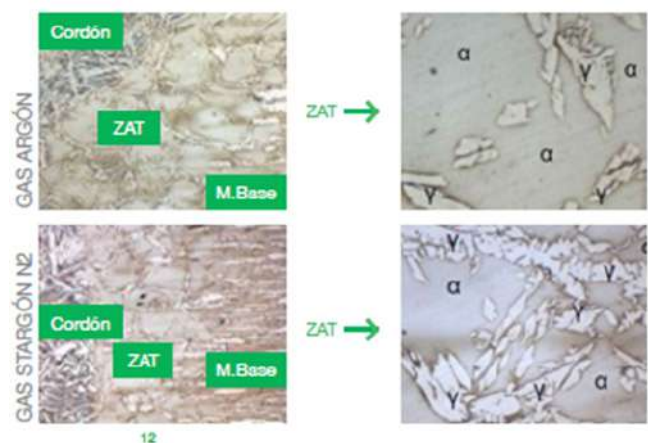 GAS ARGÓN
Cordón
ZAT
M.Base
ZAT
α
γ
α
α
γ
γ
GAS STARGÓN N2
Cordón
ZAT
M.Base
ZAT
γ
α
γ
γ
γ
γ
α
12